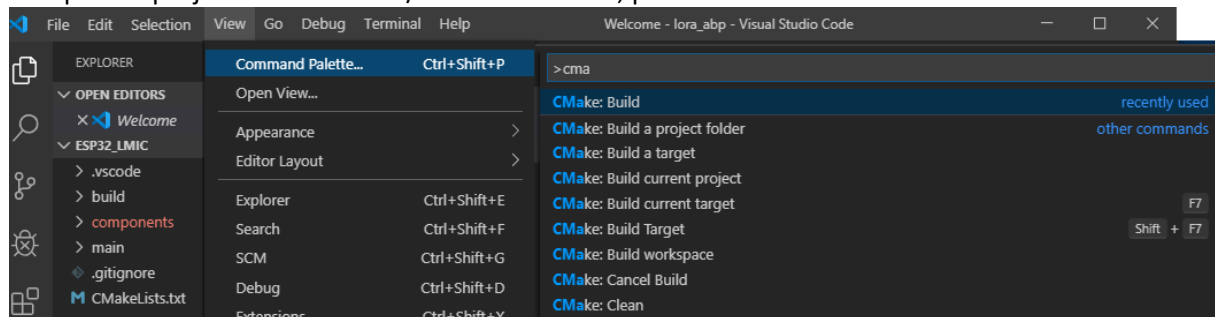 File Edit Selection View Go Debug Terminal Help Welcome - lora_abp - Visual Studio Code
EXPLORER
OPEN EDITORS
Welcome
ESP32_LMIC
.vscode
build
components
main
.gitignore
CMakeLists.txt
Command Palette... Ctrl+Shift+P
Open View...
Appearance
Editor Layout
Explorer Ctrl+Shift+E
Search Ctrl+Shift+F
SCM Ctrl+Shift+G
Debug Ctrl+Shift+D
Extensions Ctrl+Shift+X
>cma
CMake: Build recently used
CMake: Build a project folder other commands
CMake: Build a target
CMake: Build current project
CMake: Build current target F7
CMake: Build Target Shift + F7
CMake: Build workspace
CMake: Cancel Build
CMake: Clean